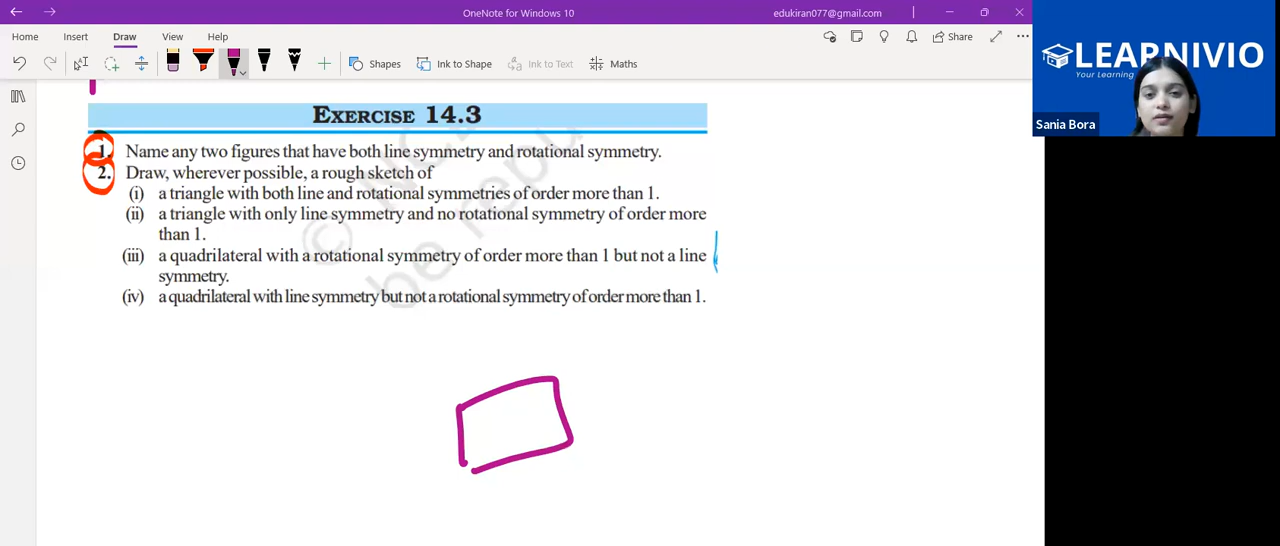 OneNote for Windows 10
edukiran077@gmail.com
Home Insert Draw View Help
Share
Shapes Ink to Shape Ink to Text Maths
LEARNIVIO
Your Learning
Sania Bora
EXERCISE 14.3
1. Name any two figures that have both line symmetry and rotational symmetry.
2. Draw, wherever possible, a rough sketch of
(i) a triangle with both line and rotational symmetries of order more than 1.
(ii) a triangle with only line symmetry and no rotational symmetry of order more
than 1.
(iii) a quadrilateral with a rotational symmetry of order more than 1 but not a line
symmetry.
(iv) a quadrilateral with line symmetry but not a rotational symmetry of order more than 1.